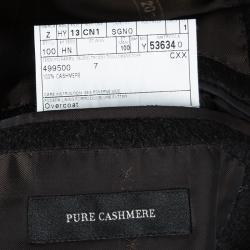 Z HY 13 CN1 SGN0 1
100 HN 100 Y 53634 0
CXX
499500 7
100% CASHMERE
Overcoat
PURE CASHMERE